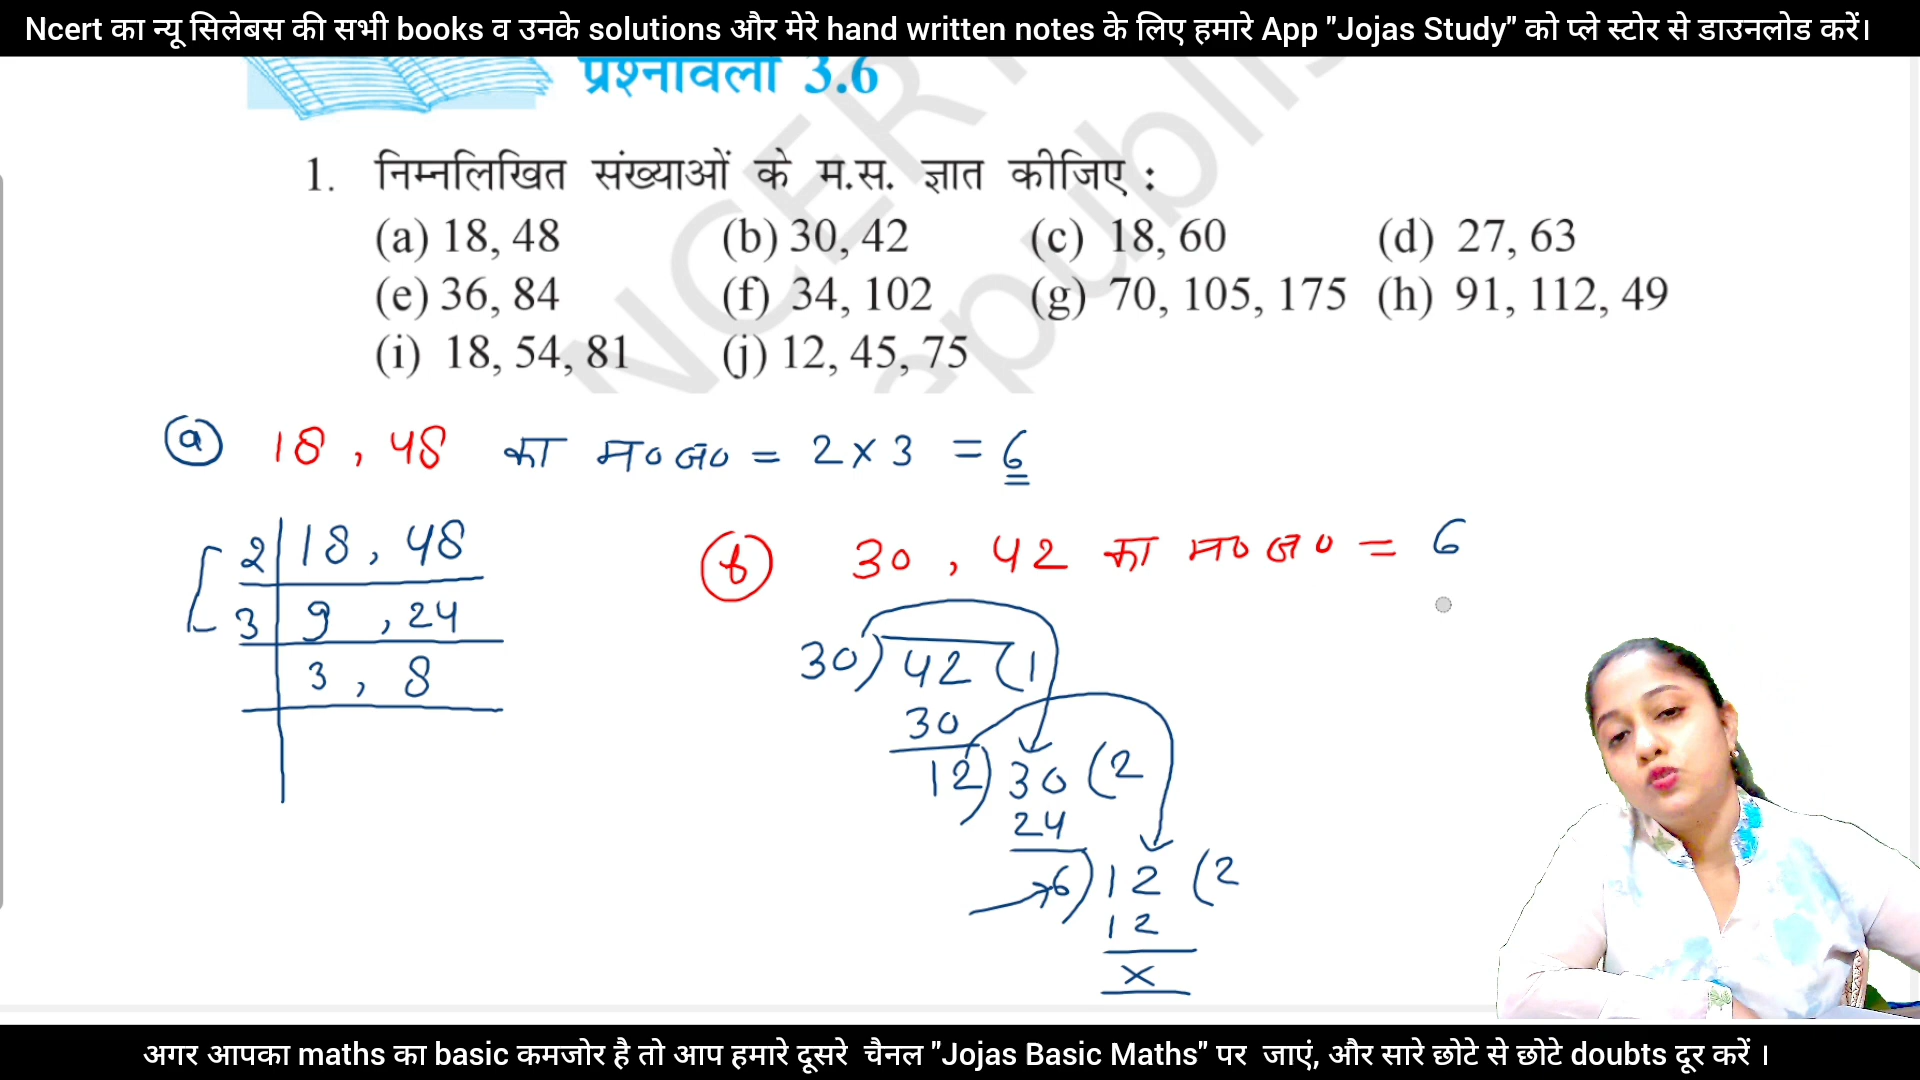 Ncert का न्यू सिलेबस की सभी books व उनके solutions और मेरे hand written notes के लिए हमारे App "Jojas Study" को प्ले स्टोर से डाउनलोड करें।
प्रश्नावली 3.6
1. निम्नलिखित संख्याओं के म.स. ज्ञात कीजिए :
(a) 18, 48 (b) 30, 42 (c) 18, 60 (d) 27, 63
(e) 36, 84 (f) 34, 102 (g) 70, 105, 175 (h) 91, 112, 49
(i) 18, 54, 81 (j) 12, 45, 75
(a) 18, 48 का म०स० = 2 × 3 = 6
2 | 18, 48
3 | 9, 24
3, 8
(b) 30, 42 का म०स० = 6
30) 42 (1
30
12) 30 (2
24
6) 12 (2
12
×
अगर आपका maths का basic कमजोर है तो आप हमारे दूसरे चैनल "Jojas Basic Maths" पर जाएं, और सारे छोटे से छोटे doubts दूर करें ।